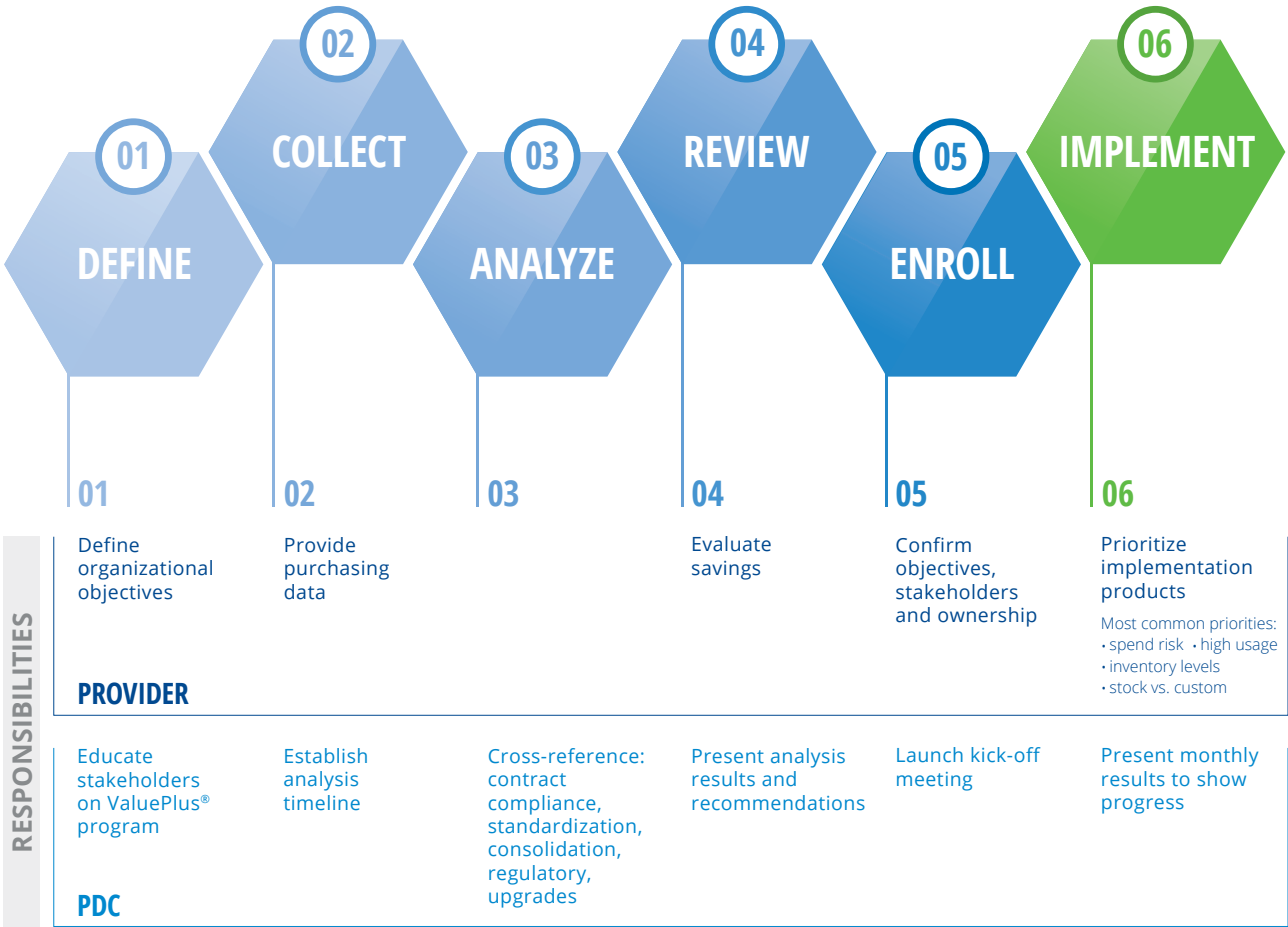 01
DEFINE
02
COLLECT
03
ANALYZE
04
REVIEW
05
ENROLL
06
IMPLEMENT
01
02
03
04
05
06
RESPONSIBILITIES
Define
organizational
objectives
Provide
purchasing
data
Evaluate
savings
Confirm
objectives,
stakeholders
and ownership
Prioritize
implementation
products
Most common priorities:
• spend risk • high usage
• inventory levels
• stock vs. custom
PROVIDER
Educate
stakeholders
on ValuePlus®
program
Establish
analysis
timeline
Cross-reference:
contract
compliance,
standardization,
consolidation,
regulatory,
upgrades
Present analysis
results and
recommendations
Launch kick-off
meeting
Present monthly
results to show
progress
PDC